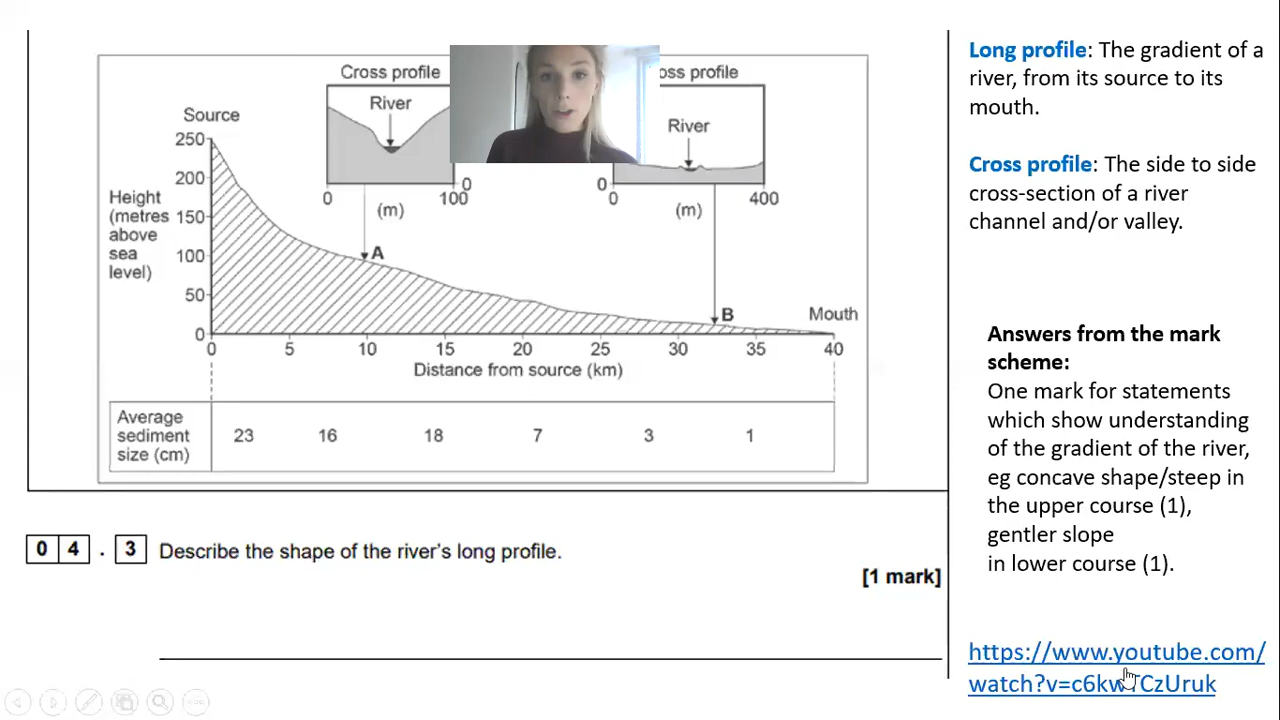 Cross profile
River
0
0
100
(m)
oss profile
River
0
0
400
(m)
Source
250
200
150
100
50
0
Height
(metres
above
sea
level)
A
B
Mouth
0 5 10 15 20 25 30 35 40
Distance from source (km)
Average
sediment
size (cm)
23 16 18 7 3 1
0 4 . 3 Describe the shape of the river's long profile.
[1 mark]
Long profile: The gradient of a
river, from its source to its
mouth.
Cross profile: The side to side
cross-section of a river
channel and/or valley.
Answers from the mark
scheme:
One mark for statements
which show understanding
of the gradient of the river,
eg concave shape/steep in
the upper course (1),
gentler slope
in lower course (1).
https://www.youtube.com/